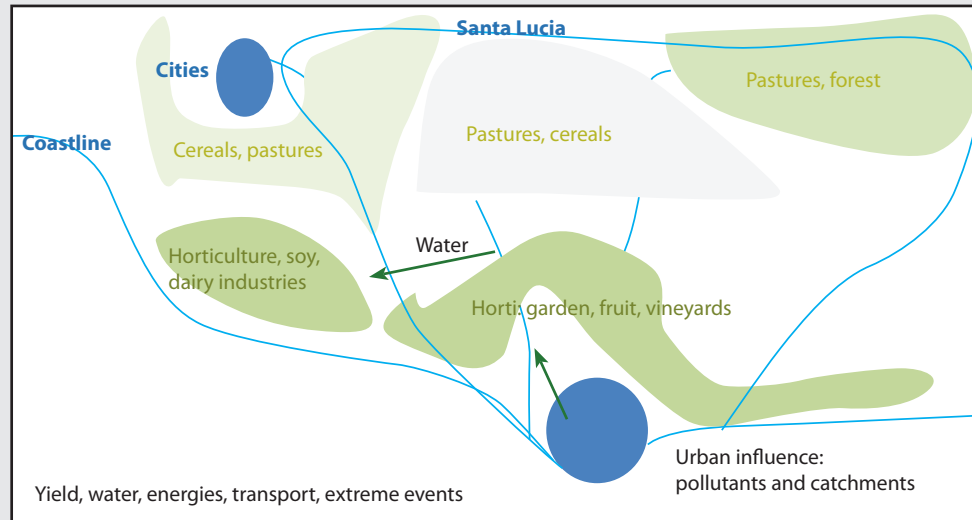 Santa Lucia
Cities
Pastures, forest
Coastline
Cereals, pastures
Pastures, cereals
Water
Horticulture, soy,
dairy industries
Horti: garden, fruit, vineyards
Urban influence:
pollutants and catchments
Yield, water, energies, transport, extreme events